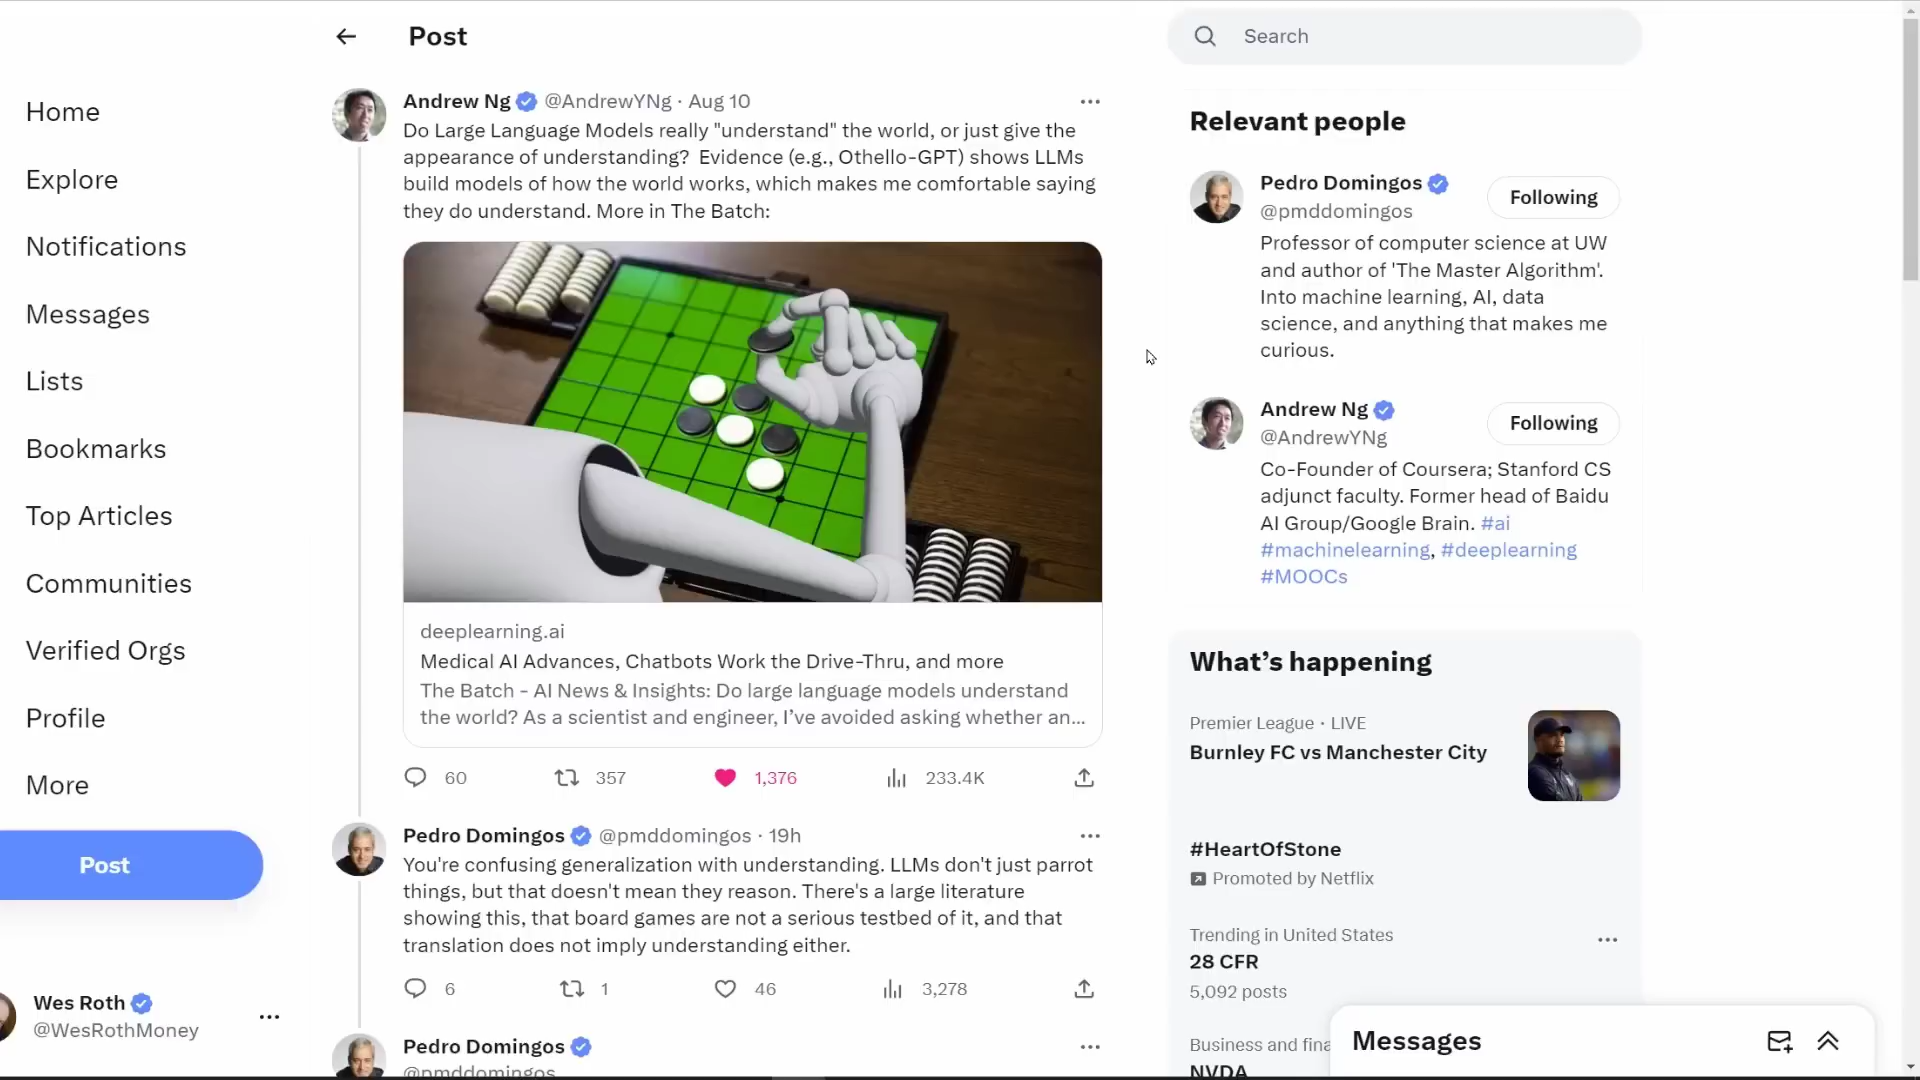 Post
Search
Home
Explore
Notifications
Messages
Lists
Bookmarks
Top Articles
Communities
Verified Orgs
Profile
More
Post
Wes Roth
@WesRothMoney
Andrew Ng @AndrewYNg · Aug 10
Do Large Language Models really "understand" the world, or just give the
appearance of understanding?  Evidence (e.g., Othello-GPT) shows LLMs
build models of how the world works, which makes me comfortable saying
they do understand. More in The Batch:
deeplearning.ai
Medical AI Advances, Chatbots Work the Drive-Thru, and more
The Batch - AI News & Insights: Do large language models understand
the world? As a scientist and engineer, I've avoided asking whether an...
60 357 1,376 233.4K
Pedro Domingos @pmddomingos · 19h
You're confusing generalization with understanding. LLMs don't just parrot
things, but that doesn't mean they reason. There's a large literature
showing this, that board games are not a serious testbed of it, and that
translation does not imply understanding either.
6 1 46 3,278
Pedro Domingos
@pmddomingos
Relevant people
Pedro Domingos
@pmddomingos
Following
Professor of computer science at UW
and author of 'The Master Algorithm'.
Into machine learning, AI, data
science, and anything that makes me
curious.
Andrew Ng
@AndrewYNg
Following
Co-Founder of Coursera; Stanford CS
adjunct faculty. Former head of Baidu
AI Group/Google Brain. #ai
#machinelearning, #deeplearning
#MOOCs
What's happening
Premier League · LIVE
Burnley FC vs Manchester City
#HeartOfStone
Promoted by Netflix
Trending in United States
28 CFR
5,092 posts
Business and fina
NVDA
Messages